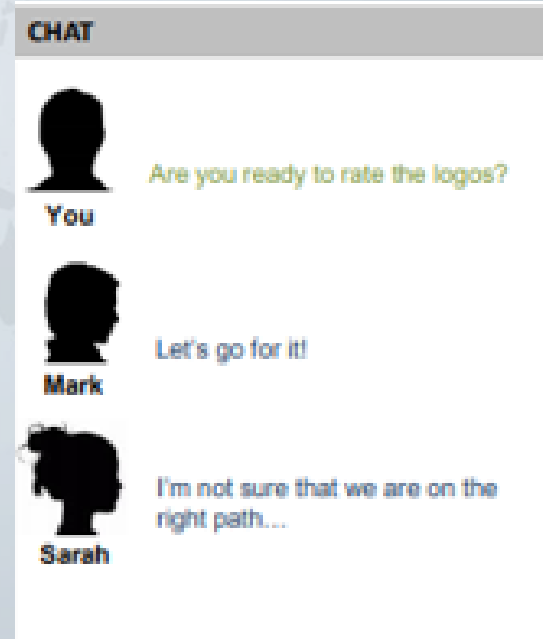 CHAT
Are you ready to rate the logos?
You
Let's go for it!
Mark
I'm not sure that we are on the
right path...
Sarah